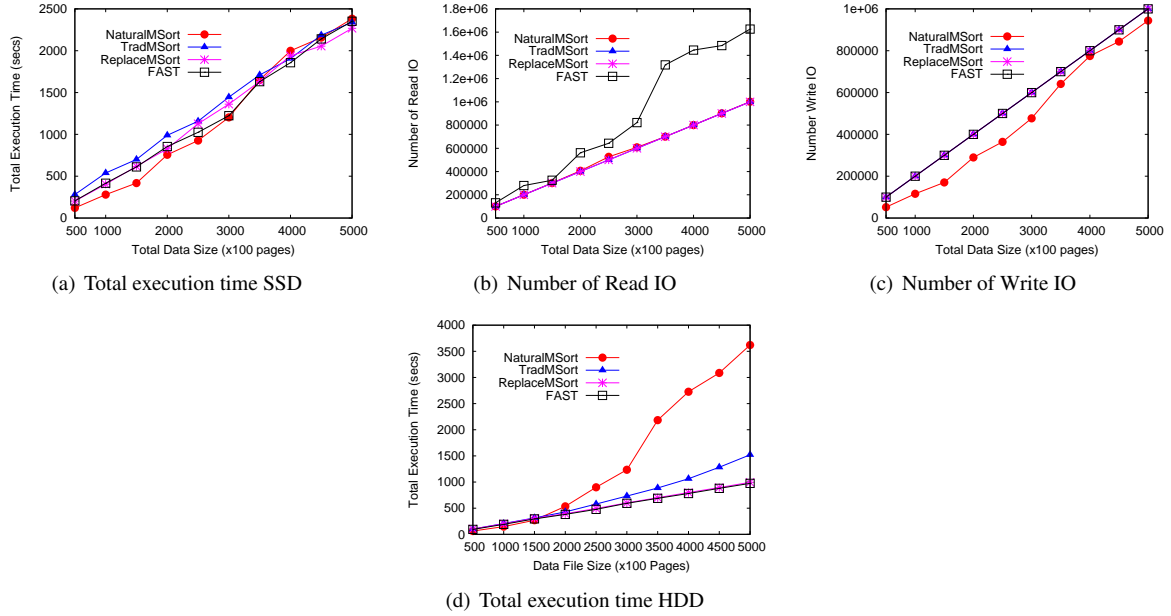 2500
2000
1500
1000
500
0
Total Execution Time (secs)
NaturalMSort
TradMSort
ReplaceMSort
FAST
500 1000 2000 3000 4000 5000
Total Data Size (x100 pages)
(a) Total execution time SSD
1.8e+06
1.6e+06
1.4e+06
1.2e+06
1e+06
800000
600000
400000
200000
0
Number of Read IO
NaturalMSort
TradMSort
ReplaceMSort
FAST
500 1000 2000 3000 4000 5000
Total Data Size (x100 pages)
(b) Number of Read IO
1e+06
800000
600000
400000
200000
0
Number Write IO
NaturalMSort
TradMSort
ReplaceMSort
FAST
500 1000 2000 3000 4000 5000
Total Data Size (x100 pages)
(c) Number of Write IO
4000
3500
3000
2500
2000
1500
1000
500
0
Total Execution Time (secs)
NaturalMSort
TradMSort
ReplaceMSort
FAST
500 1000 1500 2000 2500 3000 3500 4000 4500 5000
Data File Size (x100 Pages)
(d) Total execution time HDD